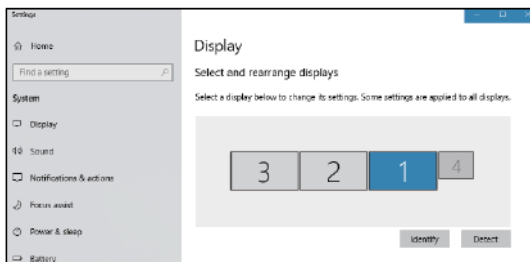 Settings
Home
Find a setting
System
Display
Sound
Notifications & actions
Focus assist
Power & sleep
Battery
Display
Select and rearrange displays
Select a display below to change its settings. Some settings are applied to all displays.
3 2 1 4
Identify Detect